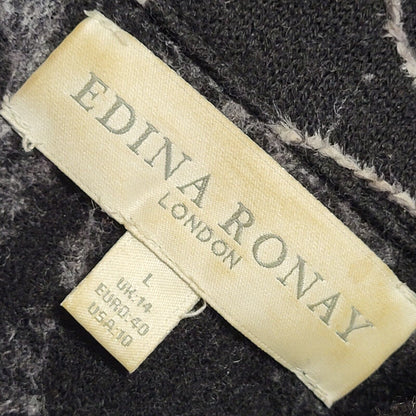 EDINA RONAY
LONDON
L
UK:14
EURO:40
USA:10